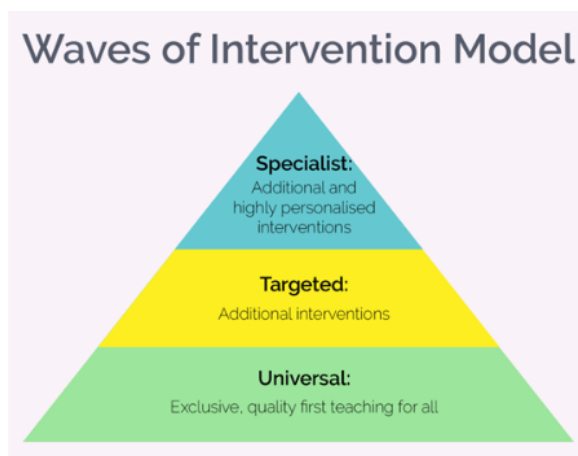 Waves of Intervention Model
Specialist:
Additional and
highly personalised
interventions
Targeted:
Additional interventions
Universal:
Exclusive, quality first teaching for all